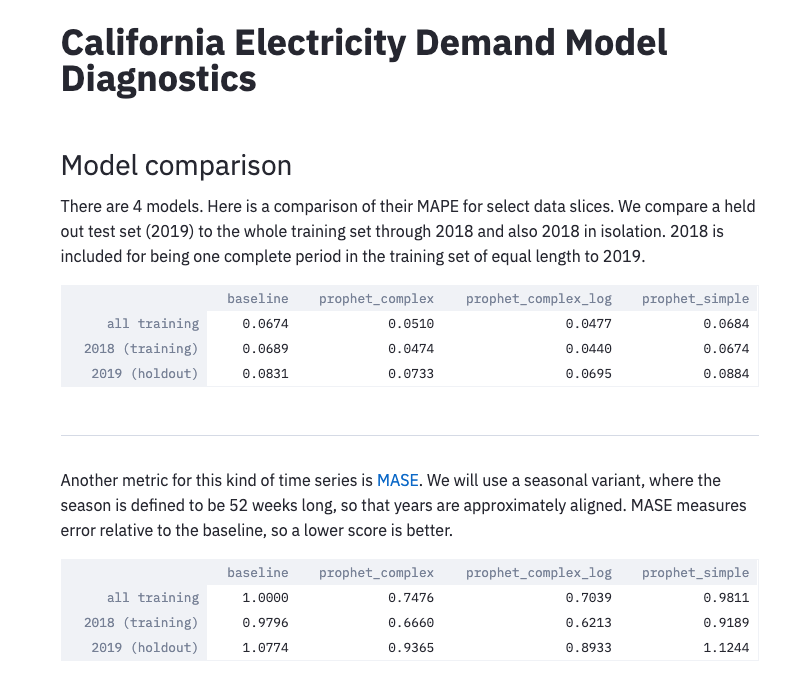 California Electricity Demand Model
Diagnostics
Model comparison
There are 4 models. Here is a comparison of their MAPE for select data slices. We compare a held
out test set (2019) to the whole training set through 2018 and also 2018 in isolation. 2018 is
included for being one complete period in the training set of equal length to 2019.
baseline prophet_complex prophet_complex_log prophet_simple
all training 0.0674 0.0510 0.0477 0.0684
2018 (training) 0.0689 0.0474 0.0440 0.0674
2019 (holdout) 0.0831 0.0733 0.0695 0.0884
Another metric for this kind of time series is MASE. We will use a seasonal variant, where the
season is defined to be 52 weeks long, so that years are approximately aligned. MASE measures
error relative to the baseline, so a lower score is better.
baseline prophet_complex prophet_complex_log prophet_simple
all training 1.0000 0.7476 0.7039 0.9811
2018 (training) 0.9796 0.6660 0.6213 0.9189
2019 (holdout) 1.0774 0.9365 0.8933 1.1244